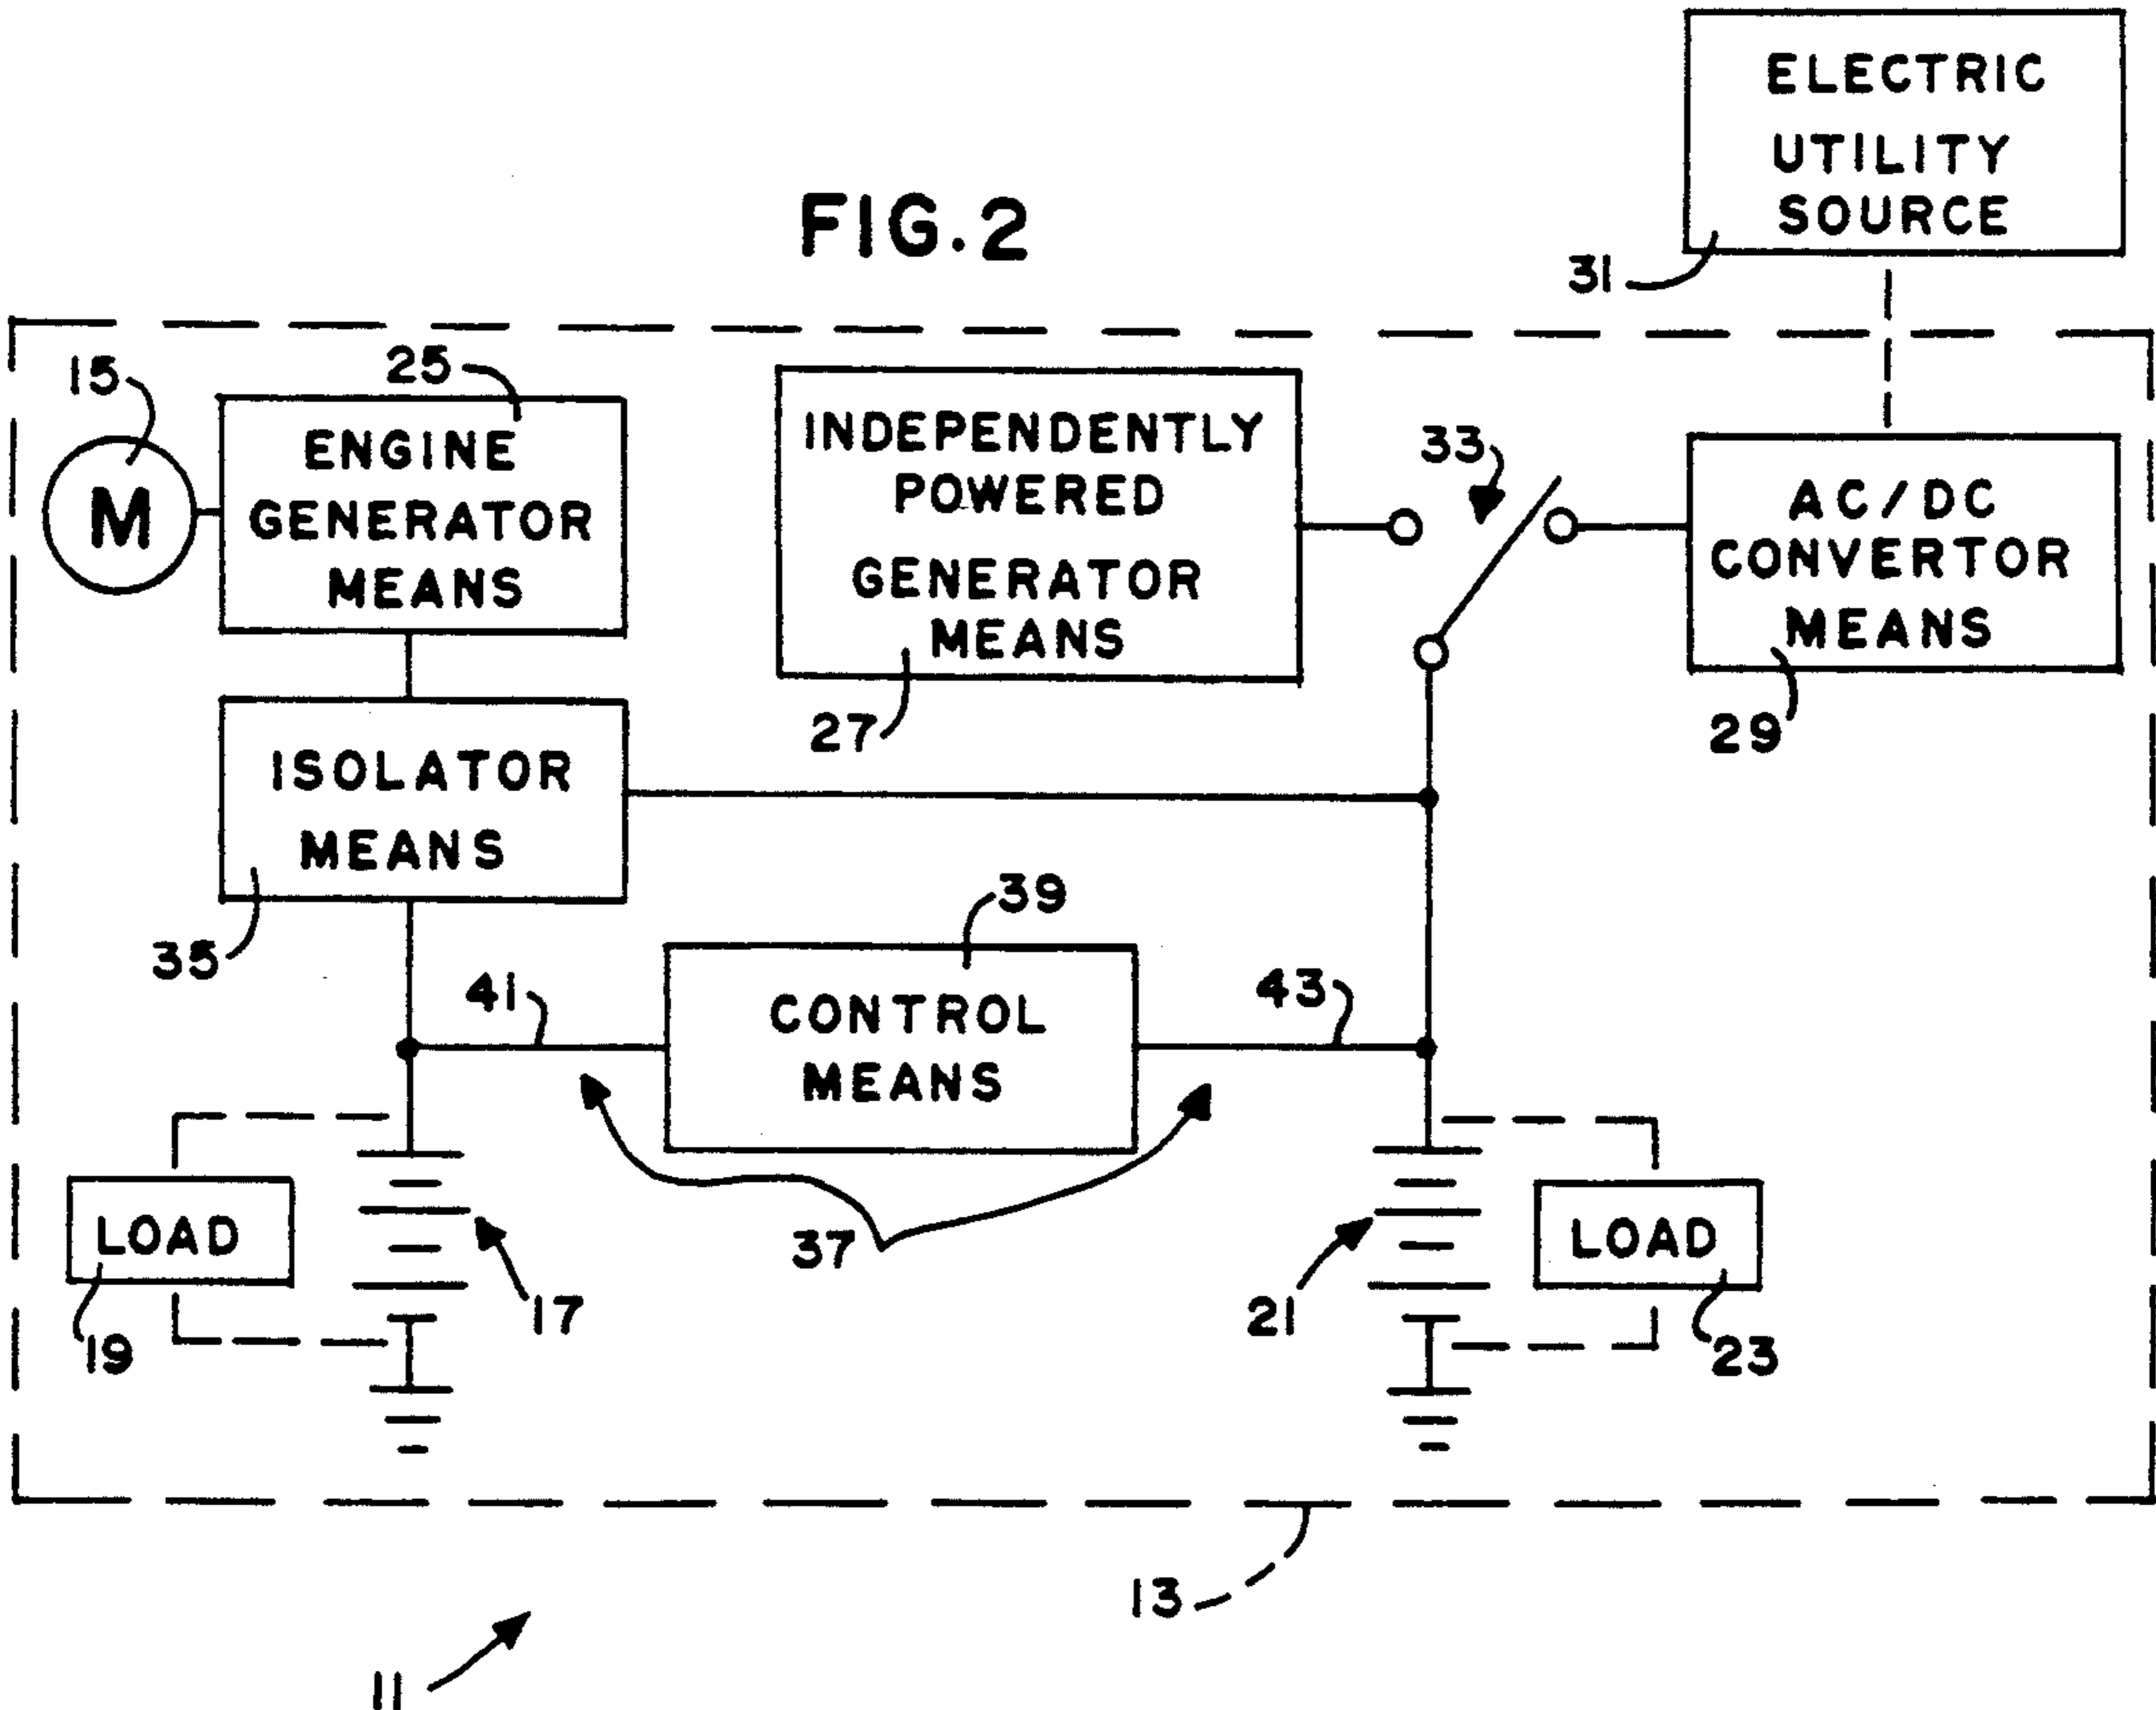 ELECTRIC
UTILITY
SOURCE
31
FIG.2
15
25
M
ENGINE
GENERATOR
MEANS
INDEPENDENTLY
POWERED
GENERATOR
MEANS
27
33
AC/DC
CONVERTOR
MEANS
29
ISOLATOR
MEANS
35
39
41
CONTROL
MEANS
43
37
LOAD
19
17
21
LOAD
23
13
11